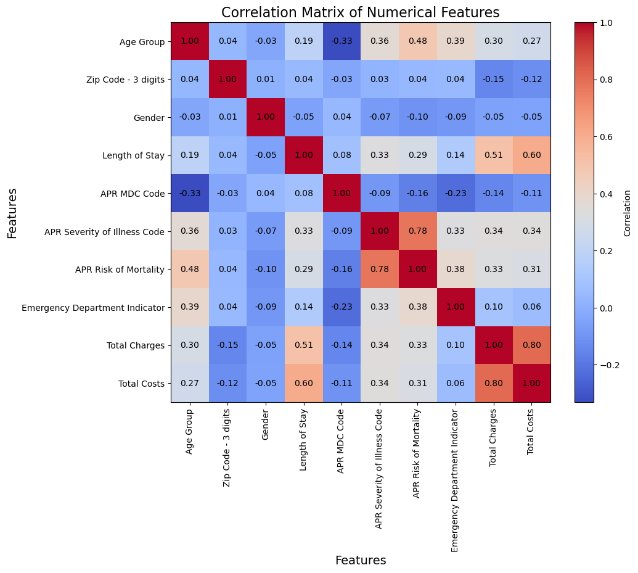 Correlation Matrix of Numerical Features
Age Group 1.00 0.04 -0.03 0.19 -0.33 0.36 0.48 0.39 0.30 0.27
Zip Code - 3 digits 0.04 1.00 0.01 0.04 -0.03 0.03 0.04 0.04 -0.15 -0.12
Gender -0.03 0.01 1.00 -0.05 0.04 -0.07 -0.10 -0.09 -0.05 -0.05
Length of Stay 0.19 0.04 -0.05 1.00 0.08 0.33 0.29 0.14 0.51 0.60
APR MDC Code -0.33 -0.03 0.04 0.08 1.00 -0.09 -0.16 -0.23 -0.14 -0.11
APR Severity of Illness Code 0.36 0.03 -0.07 0.33 -0.09 1.00 0.78 0.33 0.34 0.34
APR Risk of Mortality 0.48 0.04 -0.10 0.29 -0.16 0.78 1.00 0.38 0.33 0.31
Emergency Department Indicator 0.39 0.04 -0.09 0.14 -0.23 0.33 0.38 1.00 0.10 0.06
Total Charges 0.30 -0.15 -0.05 0.51 -0.14 0.34 0.33 0.10 1.00 0.80
Total Costs 0.27 -0.12 -0.05 0.60 -0.11 0.34 0.31 0.06 0.80 1.00
Features
Age Group
Zip Code - 3 digits
Gender
Length of Stay
APR MDC Code
APR Severity of Illness Code
APR Risk of Mortality
Emergency Department Indicator
Total Charges
Total Costs
Features
1.0
0.8
0.6
0.4
0.2
0.0
−0.2
Correlation